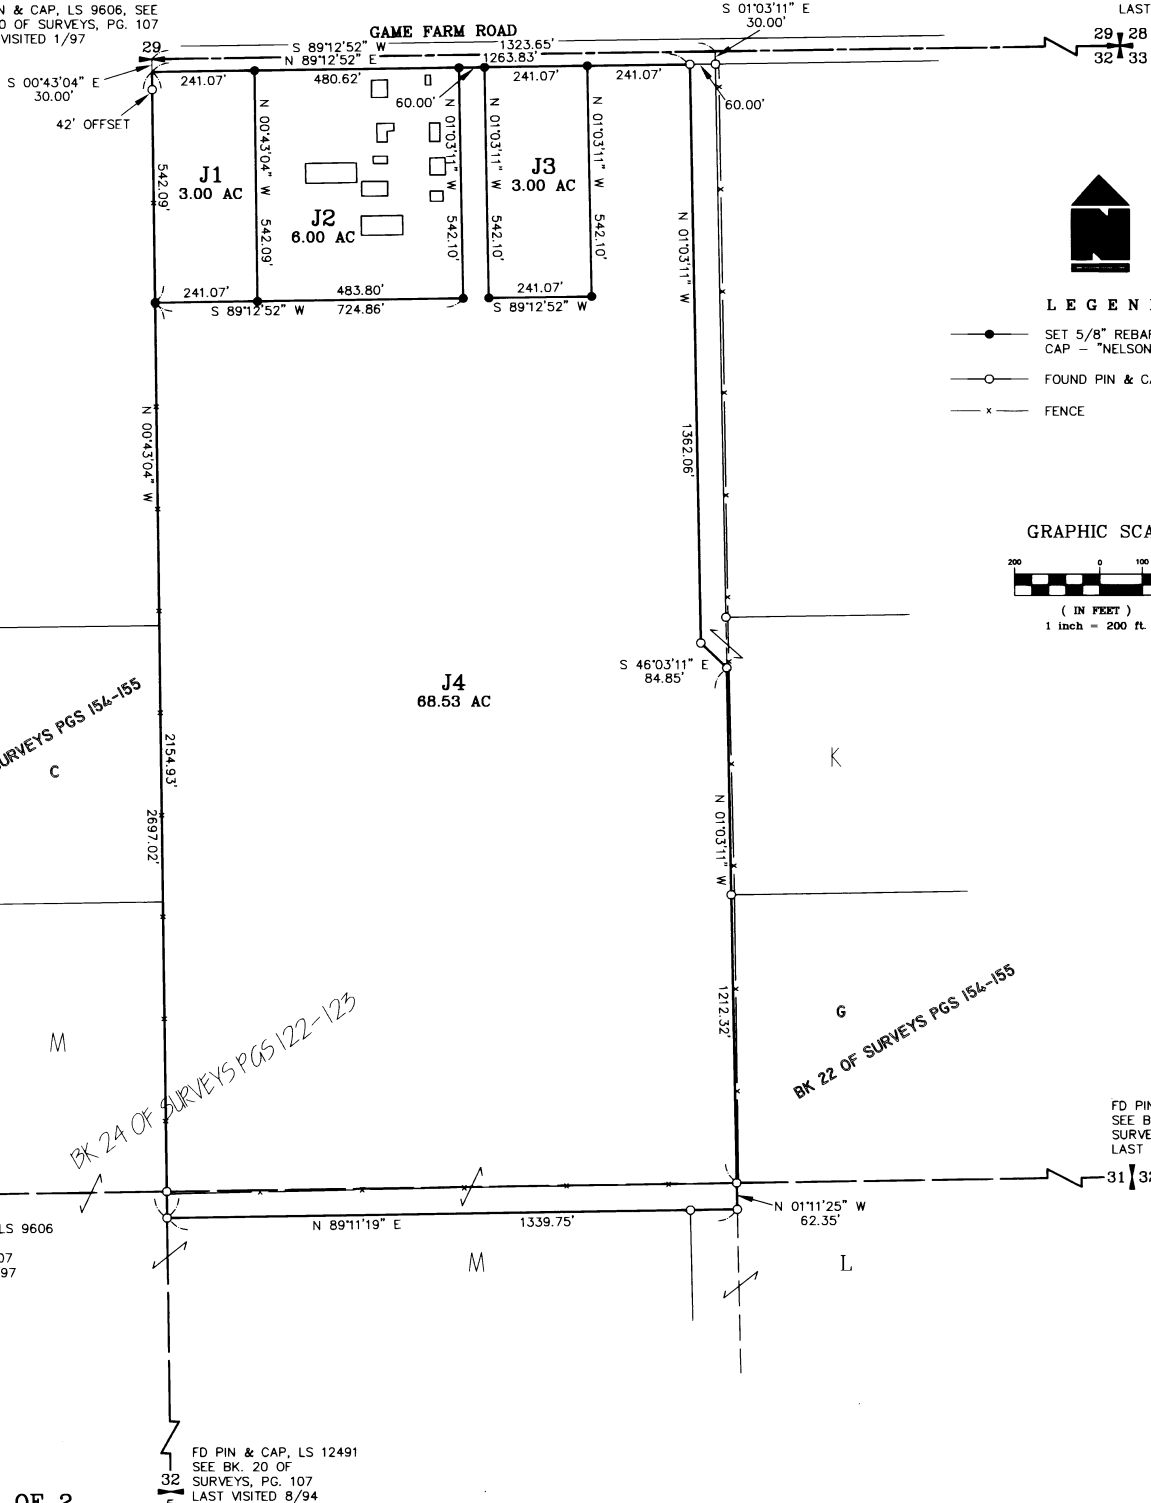 N & CAP, LS 9606, SEE
0 OF SURVEYS, PG. 107
VISITED 1/97
S 01°03'11" E
30.00'
LAST
GAME FARM ROAD
29
S 89°12'52" W 1323.65'
N 89°12'52" E 1263.83'
29 28
32 33
S 00°43'04" E
30.00'
42' OFFSET
241.07'
480.62'
60.00'
241.07'
241.07'
60.00'
542.09'
J1
3.00 AC
N 00°43'04" W 542.09'
J2
6.00 AC
N 01°03'11" W 542.10'
N 01°03'11" W 542.10'
J3
3.00 AC
N 01°03'11" W 542.10'
N 01°03'11" W
241.07'
483.80'
241.07'
S 89°12'52" W 724.86'
S 89°12'52" W
LEGEN
SET 5/8" REBAR
CAP - "NELSON
FOUND PIN & CA
FENCE
N 00°43'04" W
1362.06'
GRAPHIC SCA
200 0 100
( IN FEET )
1 inch = 200 ft.
S 46°03'11" E
84.85'
J4
68.53 AC
URVEYS PGS 154-155
C
2154.93'
2697.02'
K
N 01°03'11" W
1212.32'
G
BK 22 OF SURVEYS PGS 154-155
M
BK 24 OF SURVEYS PGS 122-123
FD PIN
SEE B
SURVE
LAST
31 32
N 01°11'25" W
62.35'
LS 9606
07
97
N 89°11'19" E 1339.75'
M
L
FD PIN & CAP, LS 12491
SEE BK. 20 OF
SURVEYS, PG. 107
LAST VISITED 8/94
32
5
OF 2